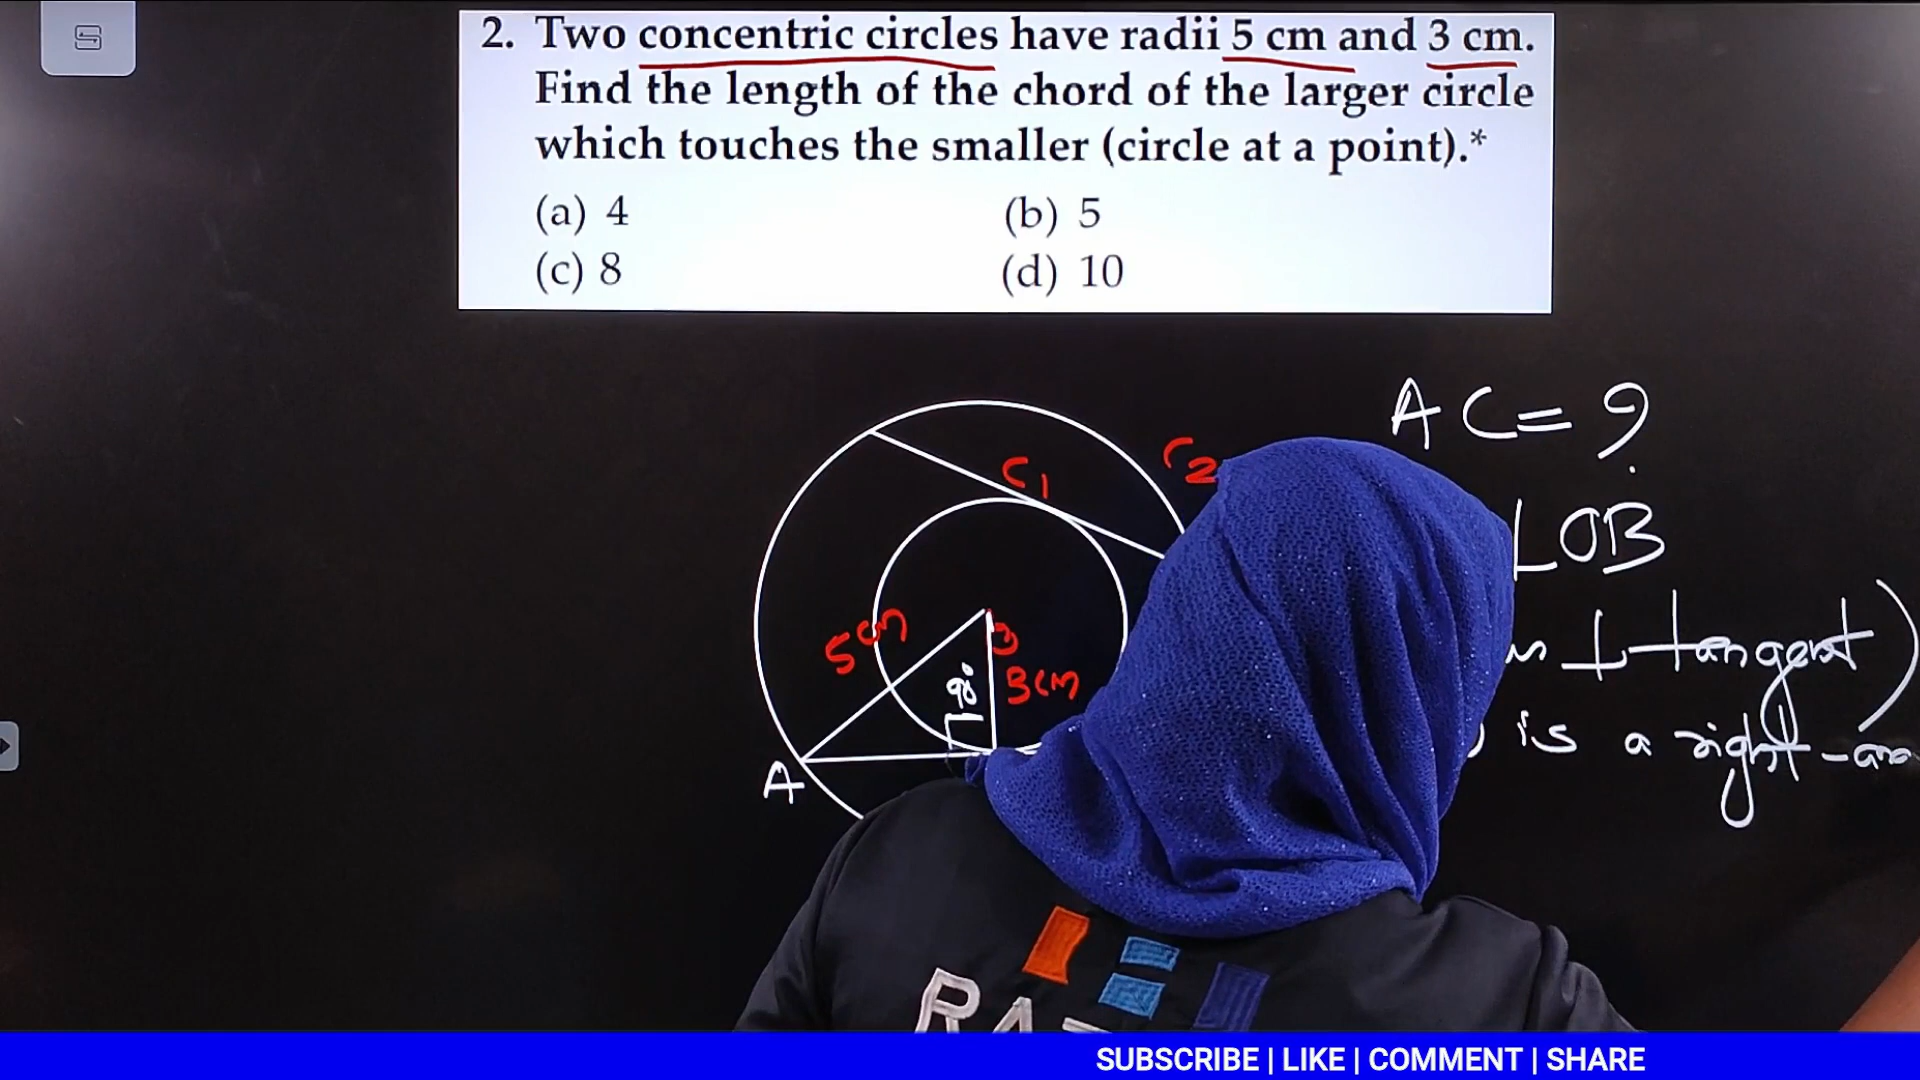 2. Two concentric circles have radii 5 cm and 3 cm.
Find the length of the chord of the larger circle
which touches the smaller (circle at a point).*
(a) 4 (b) 5
(c) 8 (d) 10
AC = ?
C1 C2
⊥ OB
5cm 3
3cm
90°
⊥ tangent)
is a right-
A
SUBSCRIBE | LIKE | COMMENT | SHARE